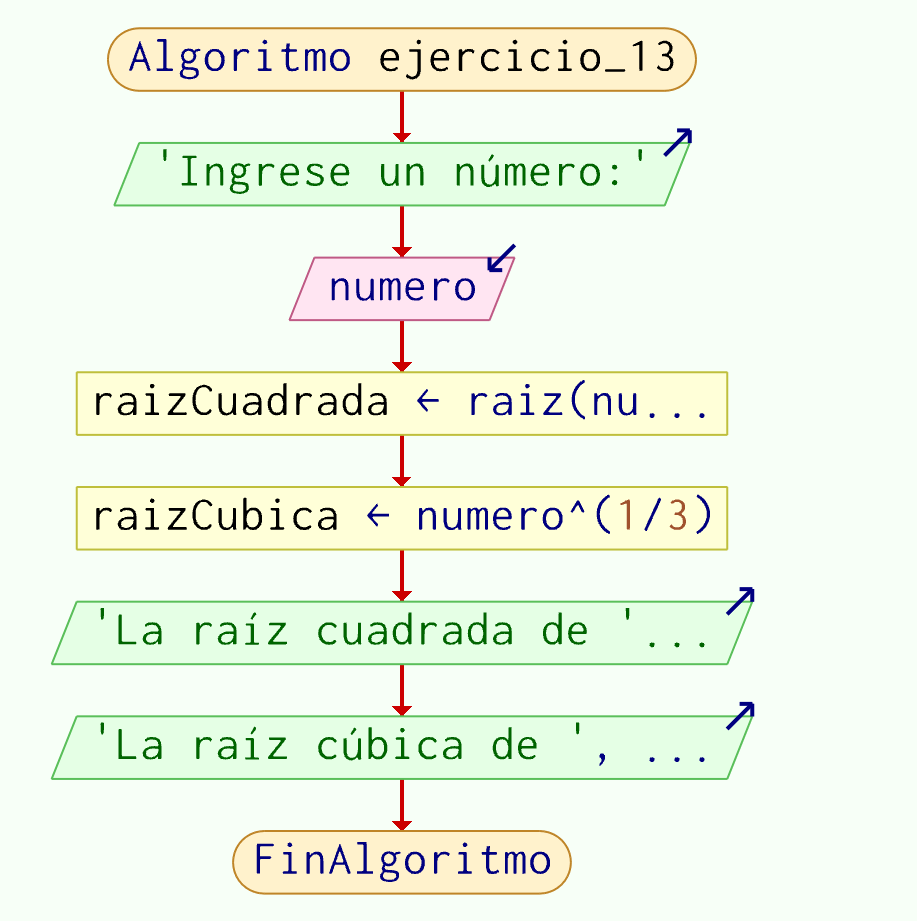 Algoritmo ejercicio_13
'Ingrese un número:'
numero
raizCuadrada ← raiz(nu...
raizCubica ← numero^(1/3)
'La raíz cuadrada de '...
'La raíz cúbica de ', ...
FinAlgoritmo